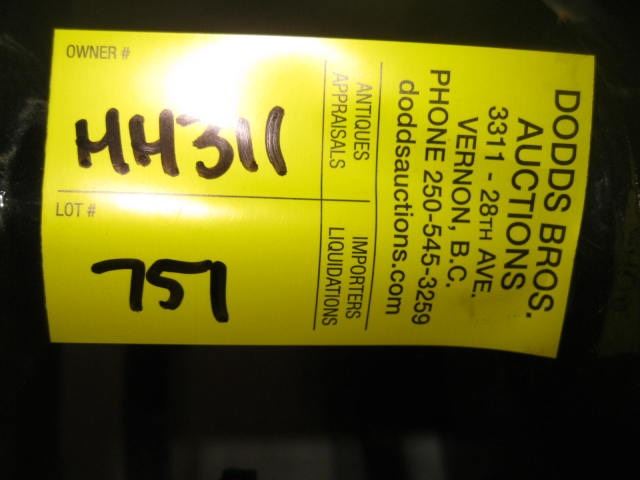 OWNER #
HH311
LOT #
751
ANTIQUES
APPRAISALS
IMPORTERS
LIQUIDATIONS
DODDS BROS.
AUCTIONS
3311 - 28TH AVE.
VERNON, B.C.
PHONE 250-545-3259
doddsauctions.com